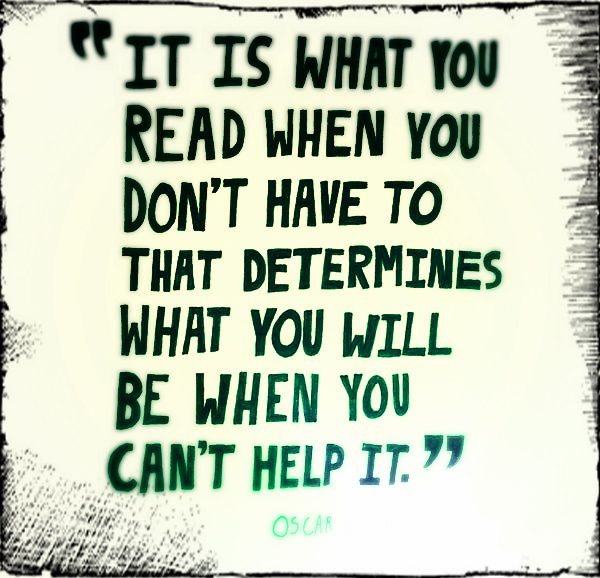 "IT IS WHAT YOU
READ WHEN YOU
DON'T HAVE TO
THAT DETERMINES
WHAT YOU WILL
BE WHEN YOU
CAN'T HELP IT."
OSCAR